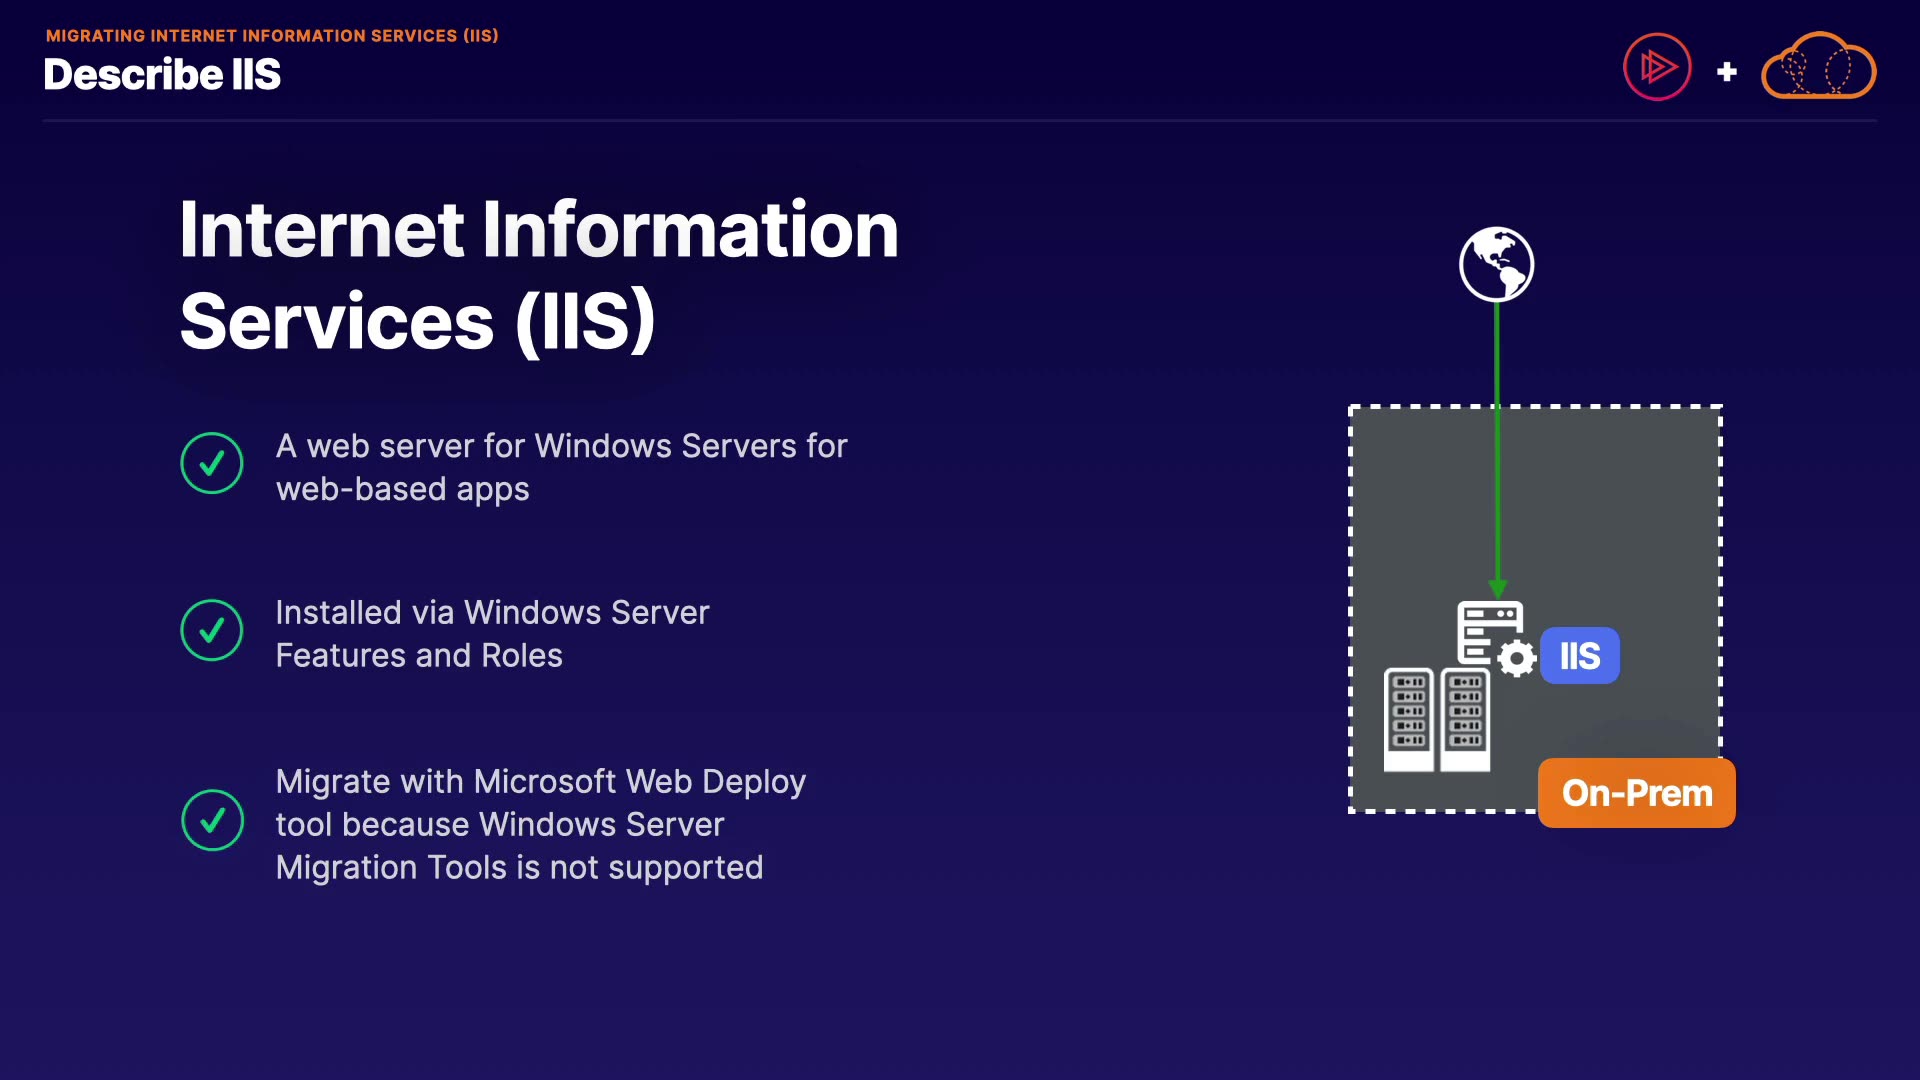 MIGRATING INTERNET INFORMATION SERVICES (IIS)
Describe IIS
Internet Information
Services (IIS)
A web server for Windows Servers for
web-based apps
Installed via Windows Server
Features and Roles
Migrate with Microsoft Web Deploy
tool because Windows Server
Migration Tools is not supported
IIS
On-Prem